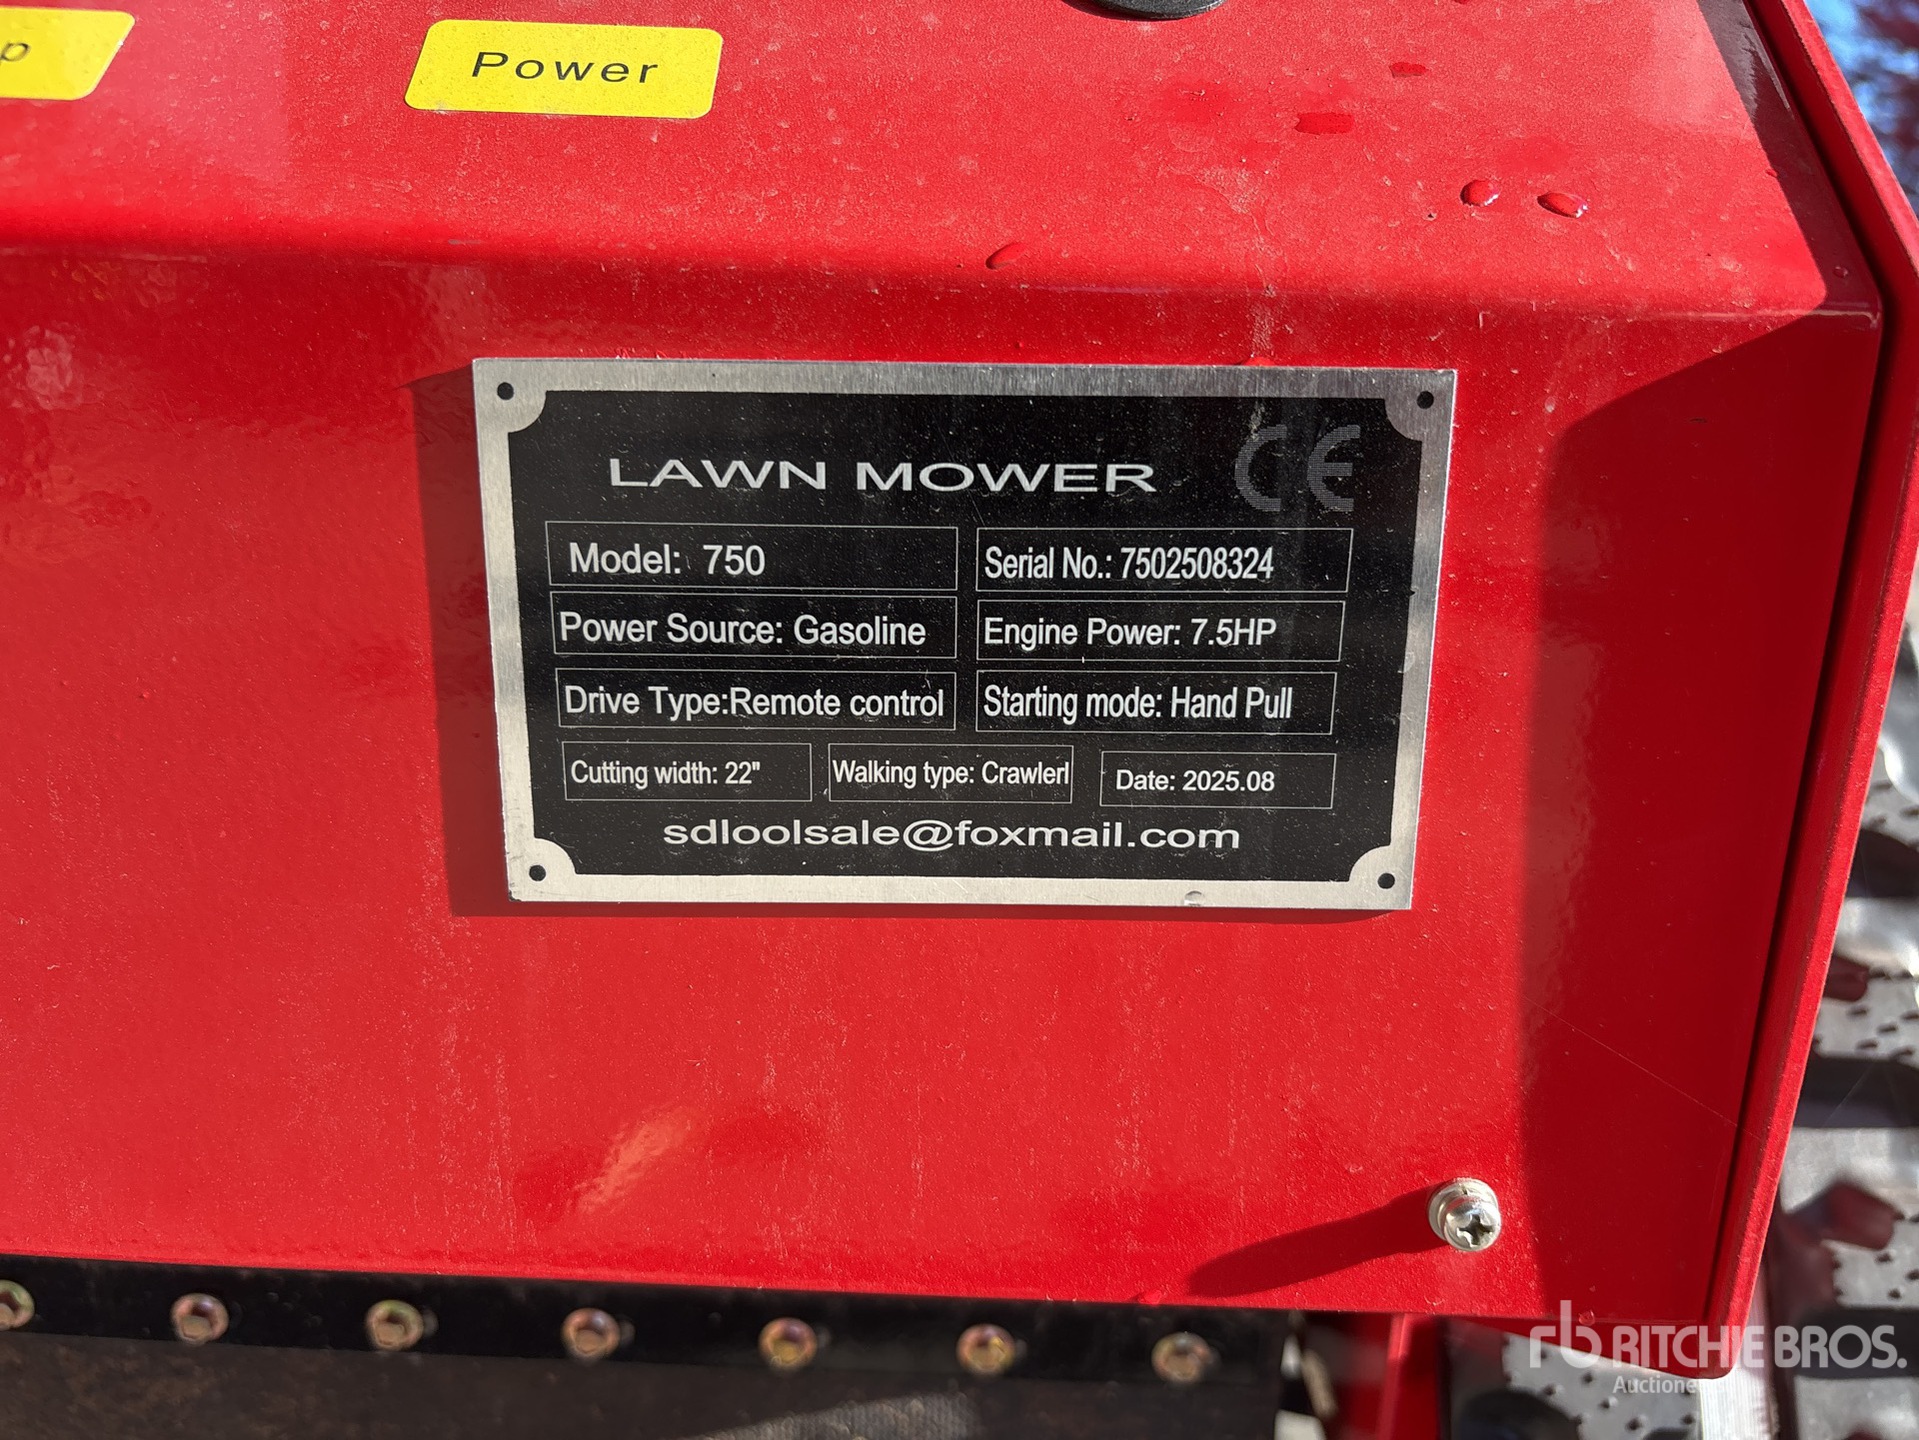 p
Power
LAWN MOWER CE
Model: 750
Serial No.: 7502508324
Power Source: Gasoline
Engine Power: 7.5HP
Drive Type:Remote control
Starting mode: Hand Pull
Cutting width: 22"
Walking type: Crawlerl
Date: 2025.08
sdloolsale@foxmail.com
rb RITCHIE BROS.